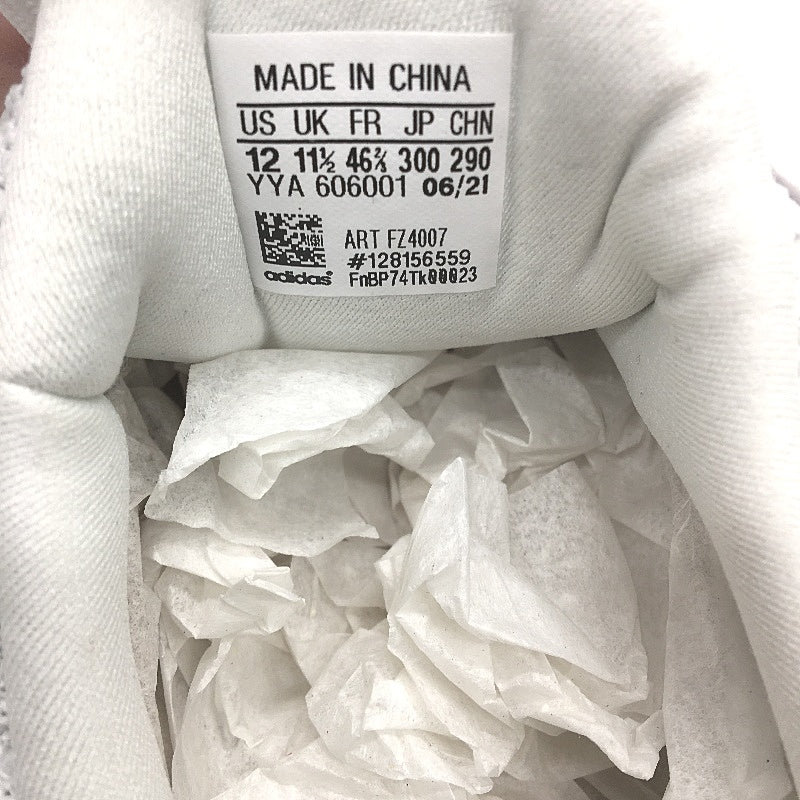 MADE IN CHINA
US UK FR JP CHN
12 11½ 46⅔ 300 290
YYA 606001 06/21
ART FZ4007
#128156559
adidas FnBP74Tk00023